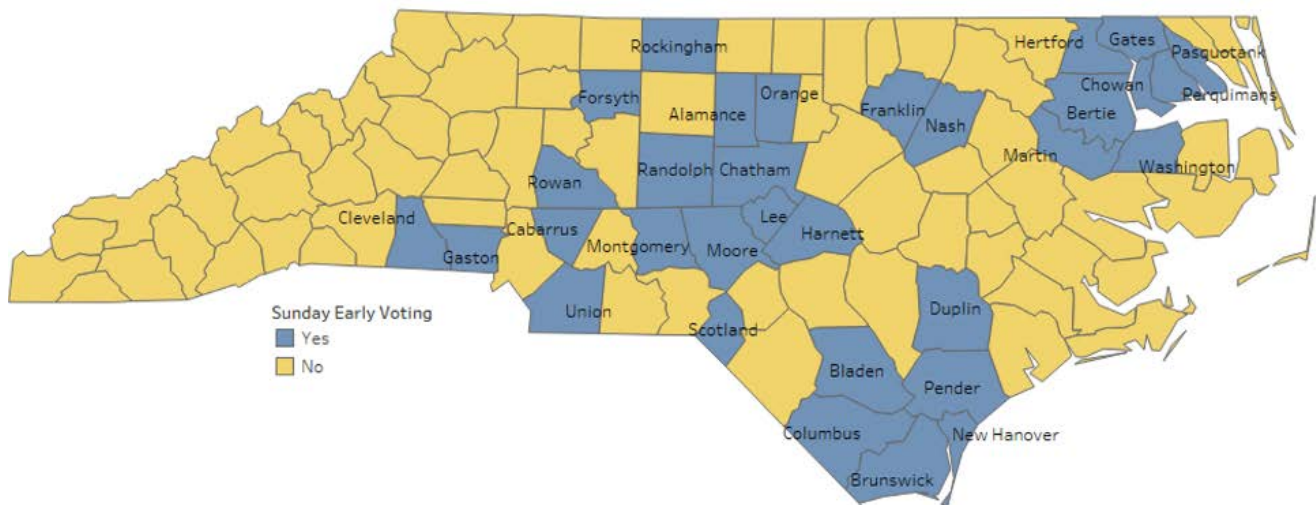 Hertford
Gates
Rockingham
Pasquotank
Forsyth
Orange
Chowan
Perquimans
Alamance
Franklin
Bertie
Nash
Martin
Randolph
Chatham
Washington
Rowan
Cleveland
Lee
Cabarrus
Harnett
Montgomery
Moore
Gaston
Duplin
Sunday Early Voting
Union
Yes
Scotland
No
Bladen
Pender
Columbus
New Hanover
Brunswick